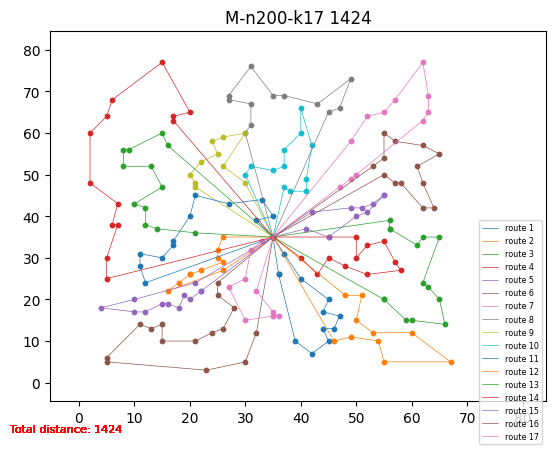 M-n200-k17 1424
80
70
60
50
40
30
20
10
0
0 10 20 30 40 50 60 70 80
route 1
route 2
route 3
route 4
route 5
route 6
route 7
route 8
route 9
route 10
route 11
route 12
route 13
route 14
route 15
route 16
route 17
Total distance: 1424